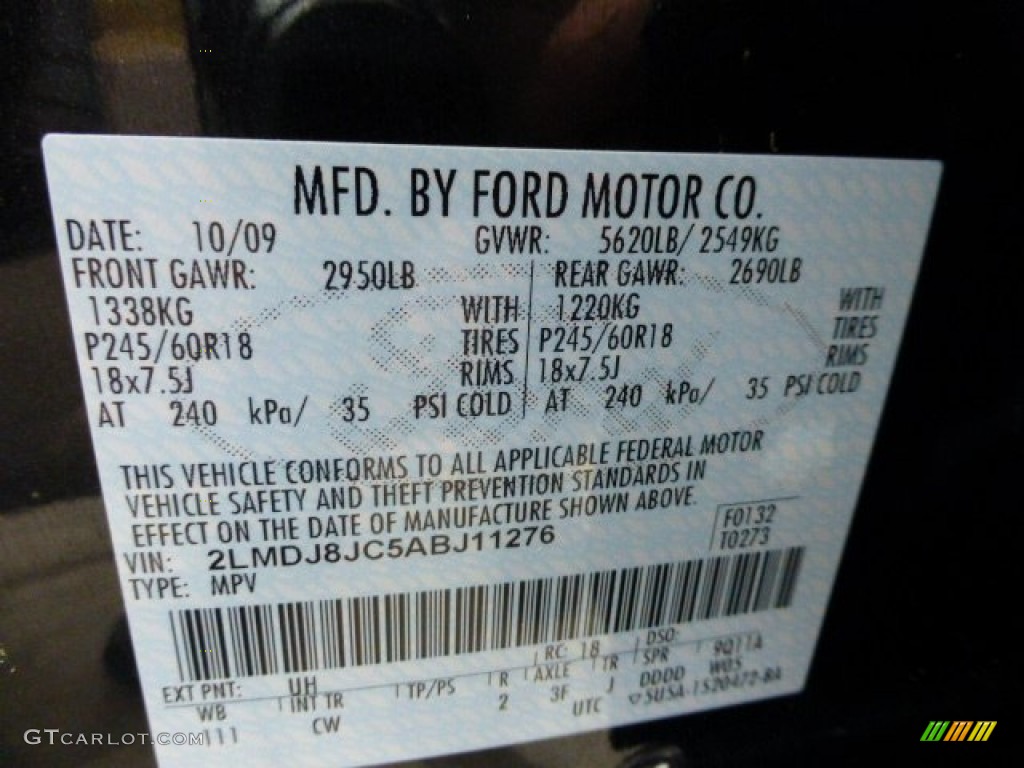 MFD. BY FORD MOTOR CO.
DATE: 10/09 GVWR: 5620LB/ 2549KG
FRONT GAWR: 2950LB REAR GAWR: 2690LB
1338KG WITH 1220KG WITH
P245/60R18 TIRES P245/60R18 TIRES
18x7.5J RIMS 18x7.5J RIMS
AT 240 kPa/ 35 PSI COLD AT 240 kPa/ 35 PSI COLD
THIS VEHICLE CONFORMS TO ALL APPLICABLE FEDERAL MOTOR
VEHICLE SAFETY AND THEFT PREVENTION STANDARDS IN
EFFECT ON THE DATE OF MANUFACTURE SHOWN ABOVE.
F0132
VIN: 2LMDJ8JC5ABJ11276 T0273
TYPE: MPV
EXT PNT: UH RC: 18 DSO:
WB INT TR TP/PS R AXLE TR SPR 9Q11A
111 CW 2 3F J DDDD WQS
UTC
GTCARLOT.COM